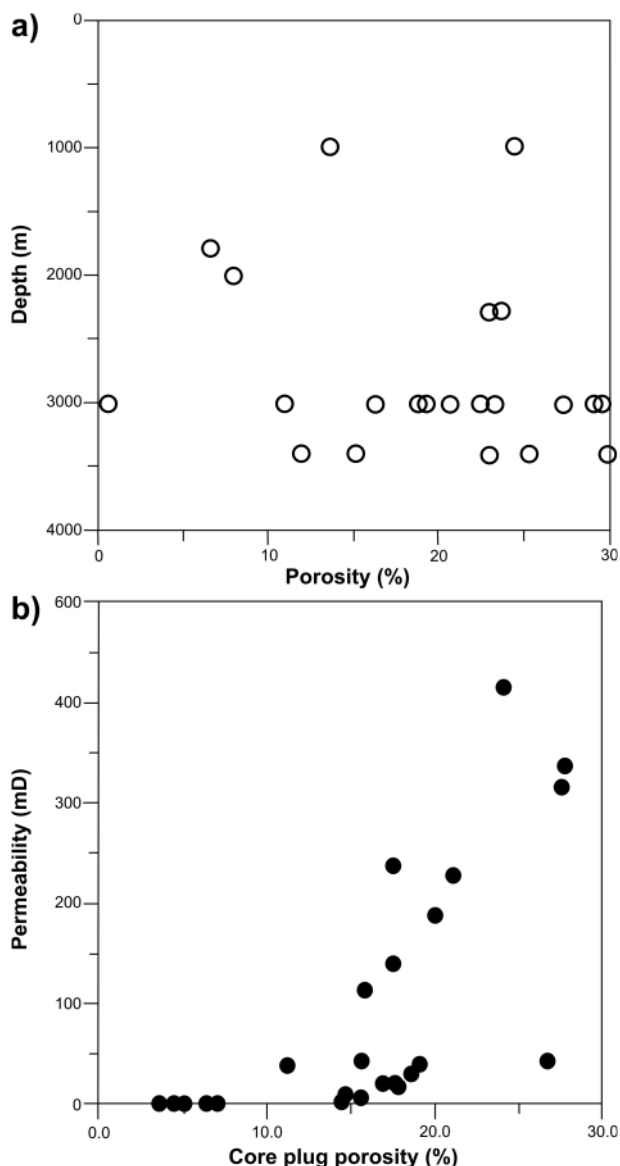 a)
0
1000
2000
3000
4000
Depth (m)
0 10 20 30
Porosity (%)
b)
600
400
300
200
100
0
Permeability (mD)
0.0 10.0 20.0 30.0
Core plug porosity (%)